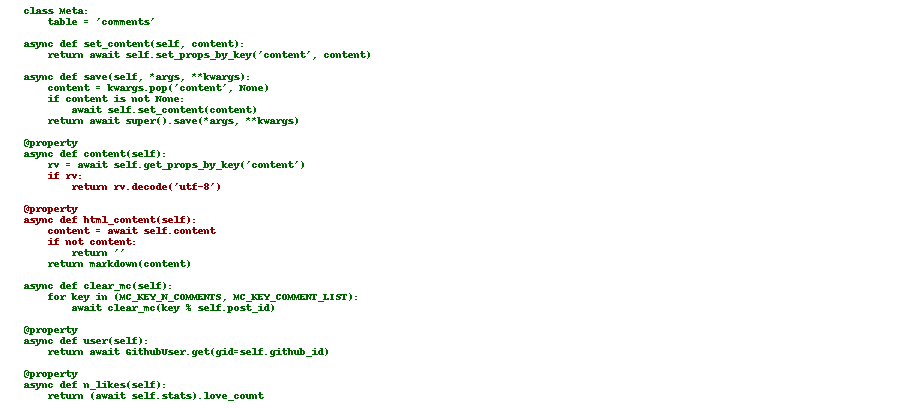 class Meta:
    table = 'comments'

async def set_content(self, content):
    return await self.set_props_by_key('content', content)

async def save(self, *args, **kwargs):
    content = kwargs.pop('content', None)
    if content is not None:
        await self.set_content(content)
    return await super().save(*args, **kwargs)

@property
async def content(self):
    rv = await self.get_props_by_key('content')
    if rv:
        return rv.decode('utf-8')

@property
async def html_content(self):
    content = await self.content
    if not content:
        return ''
    return markdown(content)

async def clear_mc(self):
    for key in (MC_KEY_N_COMMENTS, MC_KEY_COMMENT_LIST):
        await clear_mc(key % self.post_id)

@property
async def user(self):
    return await GithubUser.get(gid=self.github_id)

@property
async def n_likes(self):
    return (await self.stats).love_count